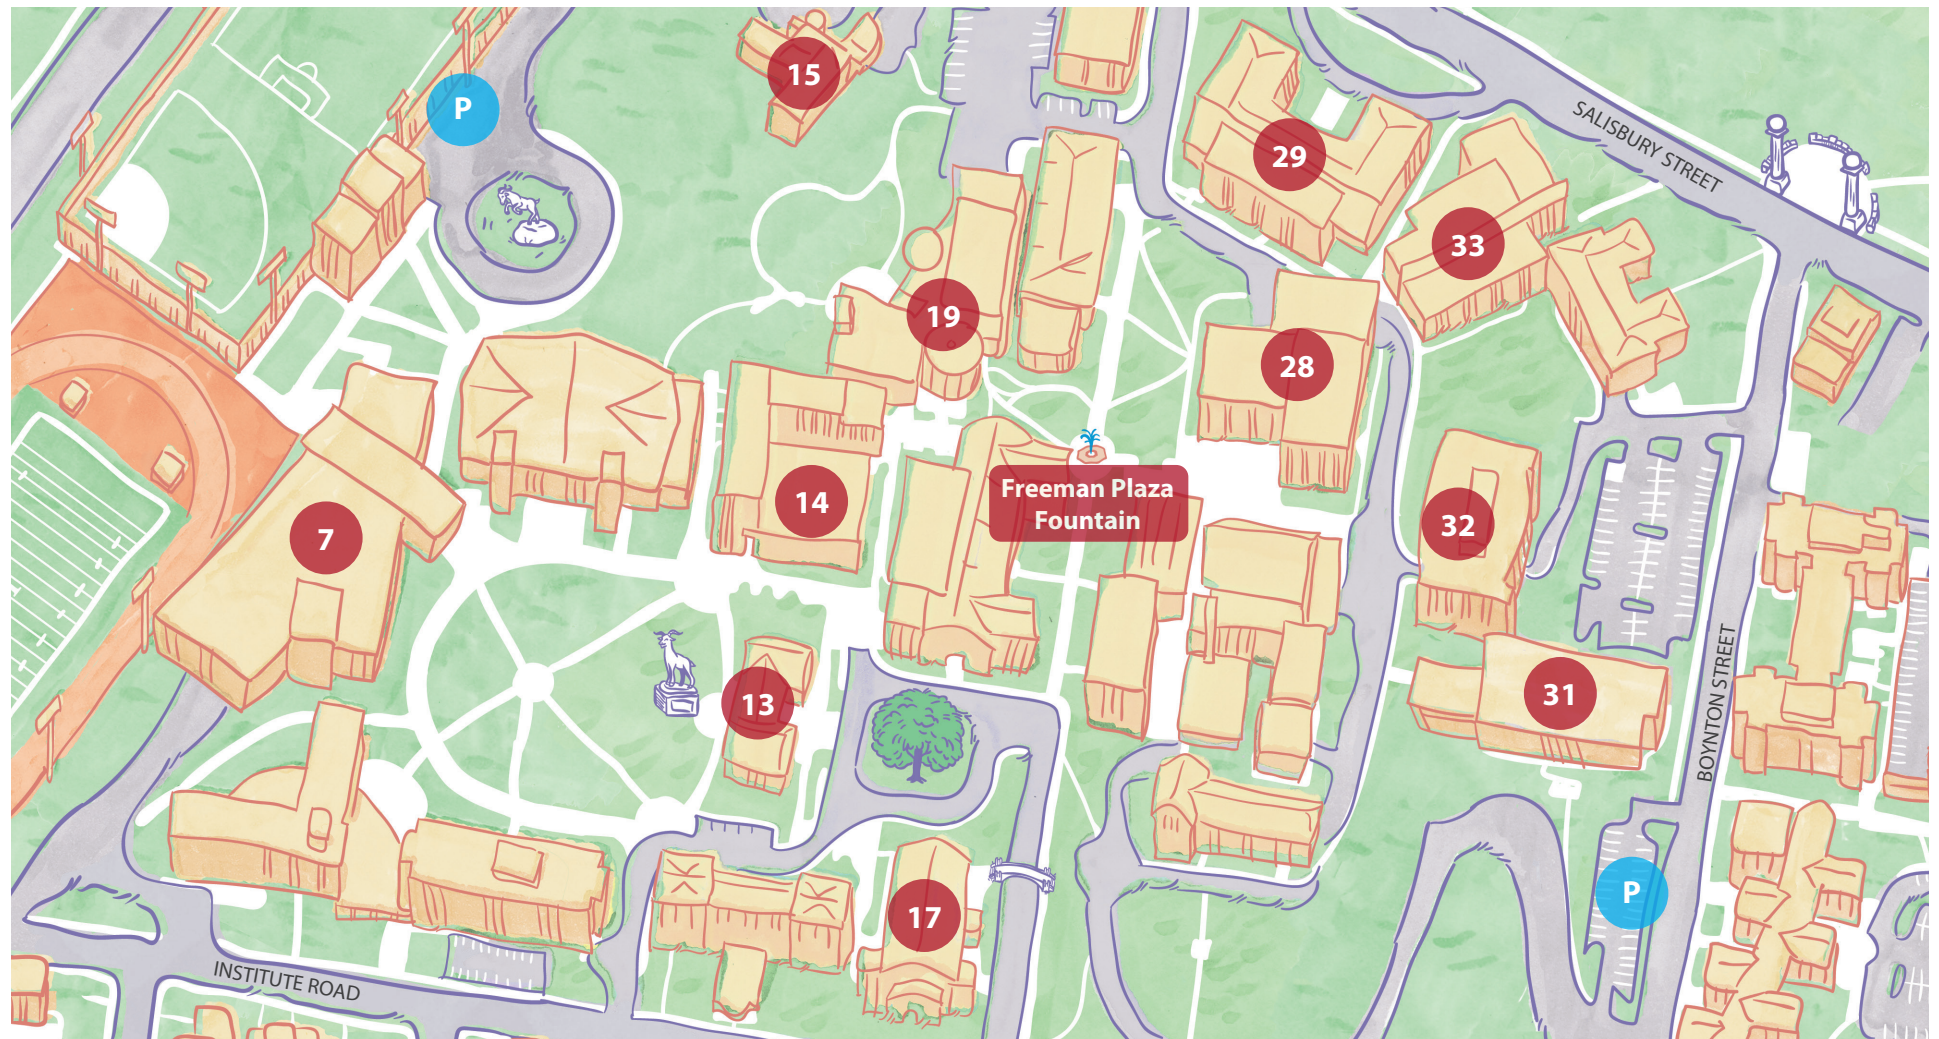 15
P
29
SALISBURY STREET
33
19
28
14
Freeman Plaza
Fountain
7
32
13
31
BOYNTON STREET
17
P
INSTITUTE ROAD